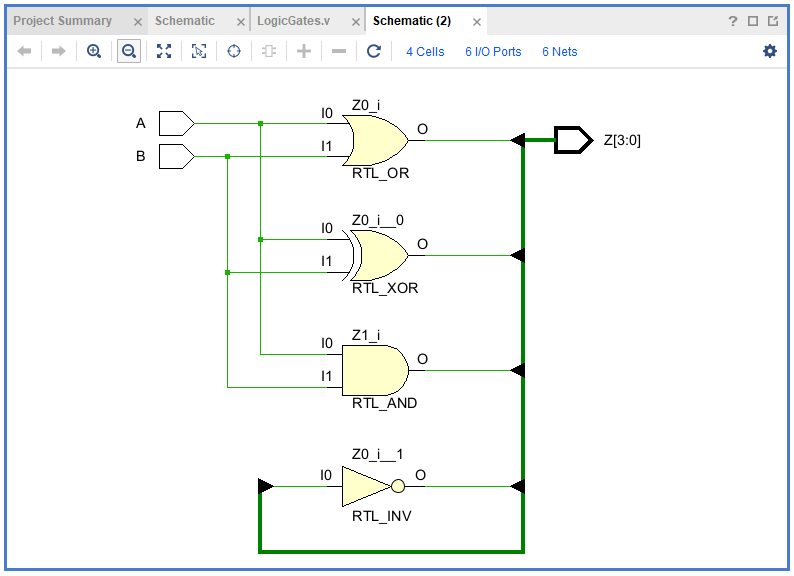 Project Summary × Schematic × LogicGates.v × Schematic (2) × ?
4 Cells 6 I/O Ports 6 Nets
Z0_i
A I0 O
B I1 Z[3:0]
RTL_OR
Z0_i__0
I0 O
I1
RTL_XOR
Z1_i
I0 O
I1
RTL_AND
Z0_i__1
I0 O
RTL_INV